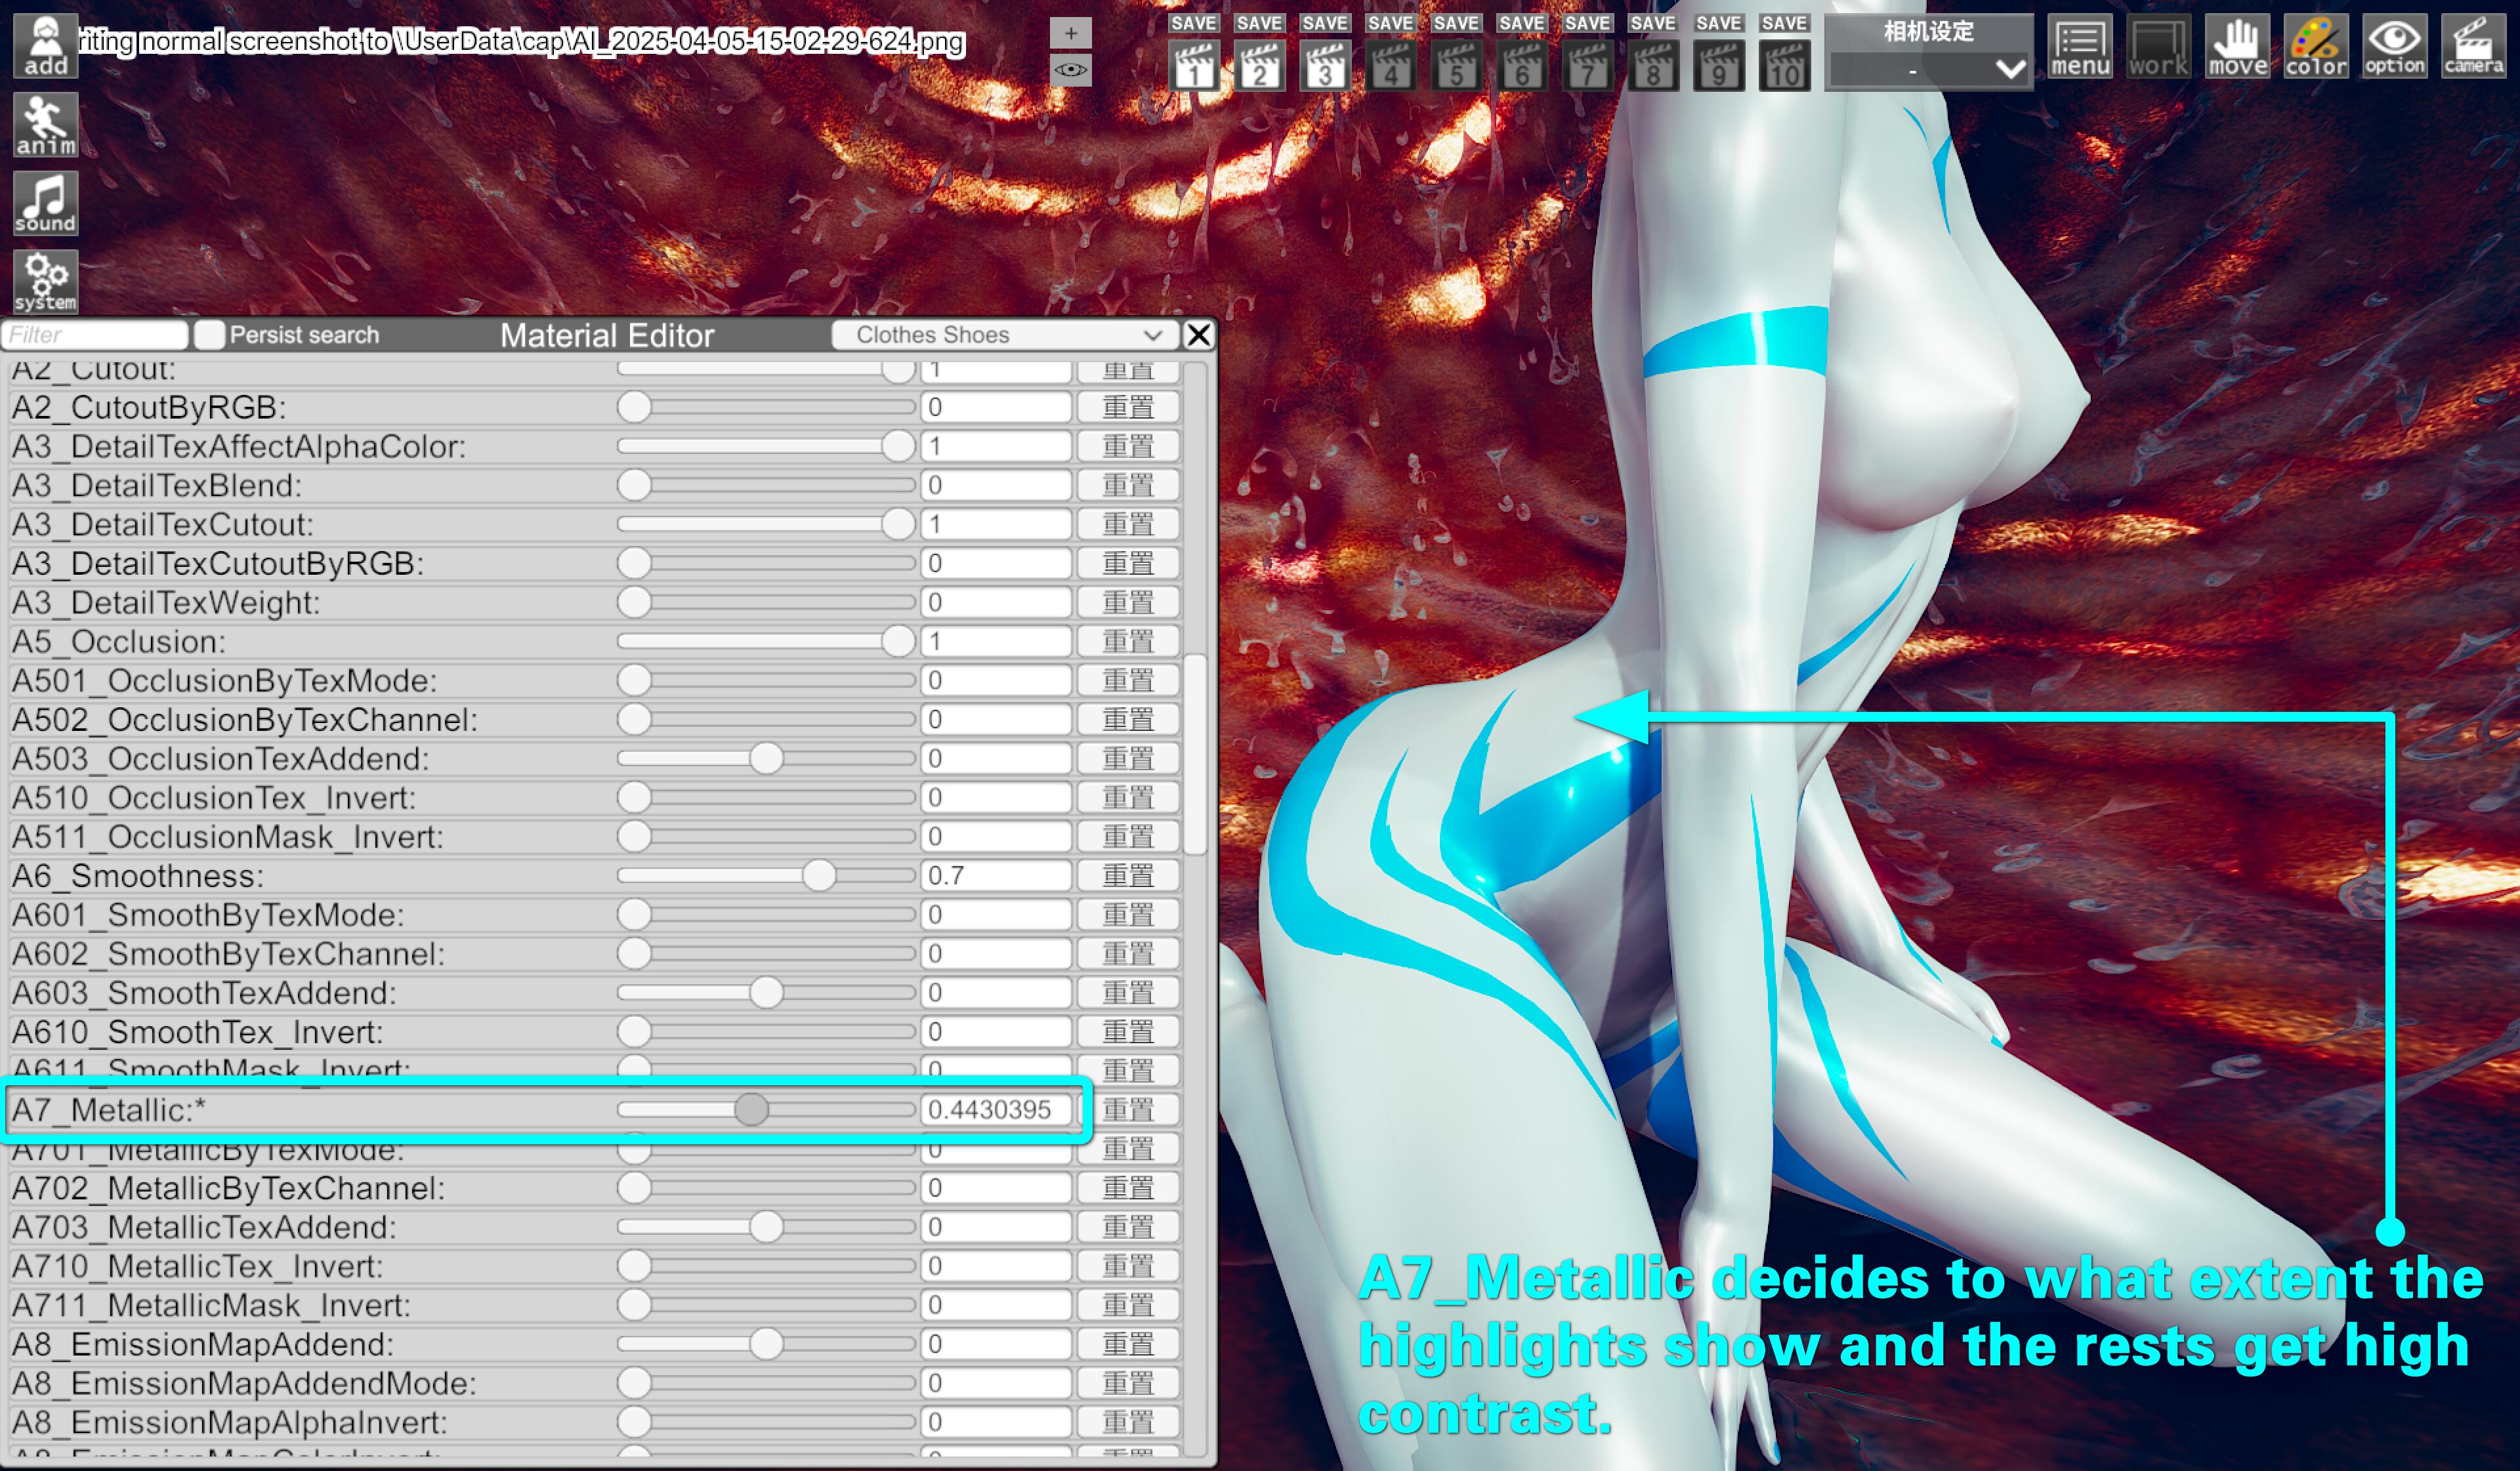 add
riting normal screenshot to \UserData\cap\AI_2025-04-05-15-02-29-624.png
+
SAVE SAVE SAVE SAVE SAVE SAVE SAVE SAVE SAVE SAVE
1 2 3 4 5 6 7 8 9 10
相机设定
-
menu work move color option camera
anim
sound
system
Filter Persist search Material Editor Clothes Shoes
A2_Cutout: 1 重置
A2_CutoutByRGB: 0 重置
A3_DetailTexAffectAlphaColor: 1 重置
A3_DetailTexBlend: 0 重置
A3_DetailTexCutout: 1 重置
A3_DetailTexCutoutByRGB: 0 重置
A3_DetailTexWeight: 0 重置
A5_Occlusion: 1 重置
A501_OcclusionByTexMode: 0 重置
A502_OcclusionByTexChannel: 0 重置
A503_OcclusionTexAddend: 0 重置
A510_OcclusionTex_Invert: 0 重置
A511_OcclusionMask_Invert: 0 重置
A6_Smoothness: 0.7 重置
A601_SmoothByTexMode: 0 重置
A602_SmoothByTexChannel: 0 重置
A603_SmoothTexAddend: 0 重置
A610_SmoothTex_Invert: 0 重置
A611_SmoothMask_Invert: 0 重置
A7_Metallic:* 0.4430395 重置
A701_MetallicByTexMode: 0 重置
A702_MetallicByTexChannel: 0 重置
A703_MetallicTexAddend: 0 重置
A710_MetallicTex_Invert: 0 重置
A711_MetallicMask_Invert: 0 重置
A8_EmissionMapAddend: 0 重置
A8_EmissionMapAddendMode: 0 重置
A8_EmissionMapAlphaInvert: 0 重置
A7_Metallic decides to what extent the
highlights show and the rests get high
contrast.